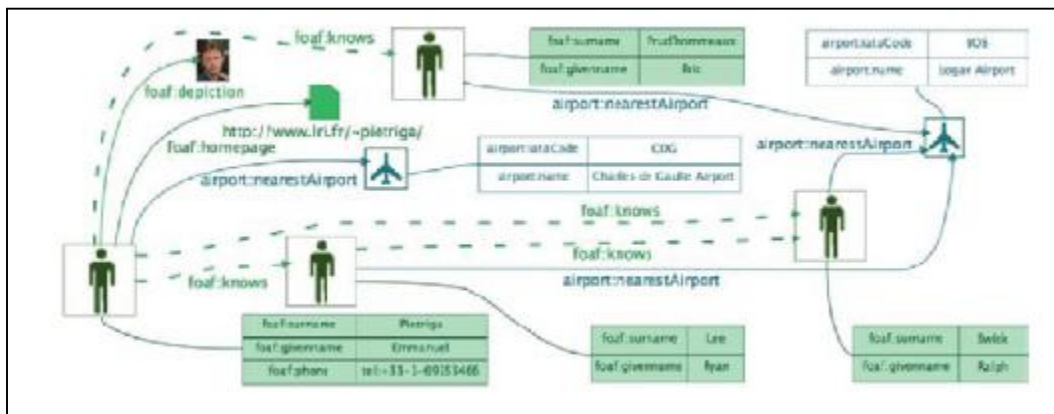 foaf:knows
foaf:surname
foaf:givenname Eric
airport:iataCode
airport:name Logan Airport
foaf:depiction
airport:nearestAirport
http://www.lri.fr/~pietriga/
foaf:homepage
airport:nearestAirport
airport:iataCode CDG
airport:name Charles de Gaulle Airport
airport:nearestAirport
foaf:knows
foaf:knows
foaf:knows
airport:nearestAirport
foaf:surname Pietriga
foaf:givenname Emmanuel
foaf:phone
foaf:surname Lee
foaf:givenname Ryan
foaf:surname Swick
foaf:givenname Ralph